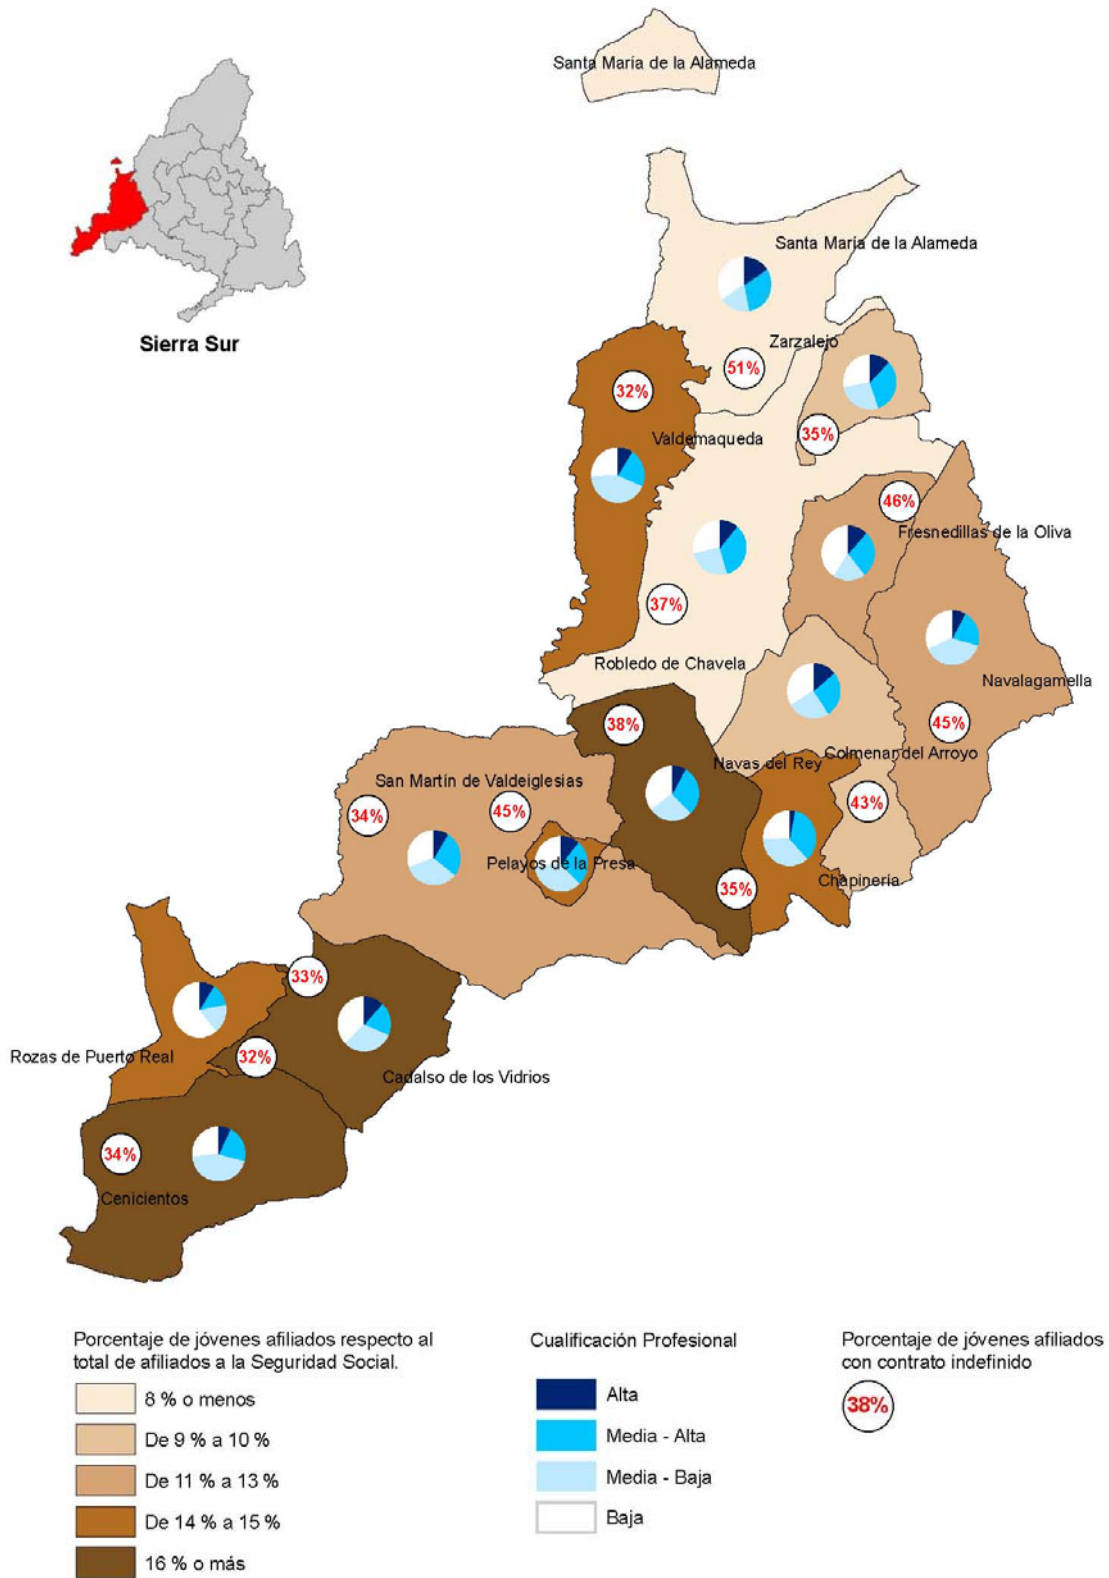 Santa María de la Alameda
Sierra Sur
Santa María de la Alameda
Zarzalejo
51%
32%
Valdemaqueda
35%
46%
Fresnedillas de la Oliva
37%
Robledo de Chavela
Navalagamella
38%
45%
Colmenar del Arroyo
Navas del Rey
San Martín de Valdeiglesias
43%
34%
45%
Pelayos de la Presa
Chapinería
35%
33%
Rozas de Puerto Real
32%
Cadalso de los Vidrios
34%
Cenicientos
Porcentaje de jóvenes afiliados respecto al
total de afiliados a la Seguridad Social.
8 % o menos
De 9 % a 10 %
De 11 % a 13 %
De 14 % a 15 %
16 % o más
Cualificación Profesional
Alta
Media - Alta
Media - Baja
Baja
Porcentaje de jóvenes afiliados
con contrato indefinido
38%